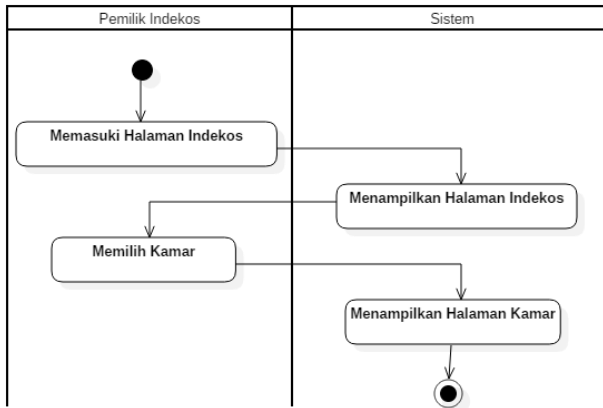 Pemilik Indekos
Sistem
Memasuki Halaman Indekos
Menampilkan Halaman Indekos
Memilih Kamar
Menampilkan Halaman Kamar